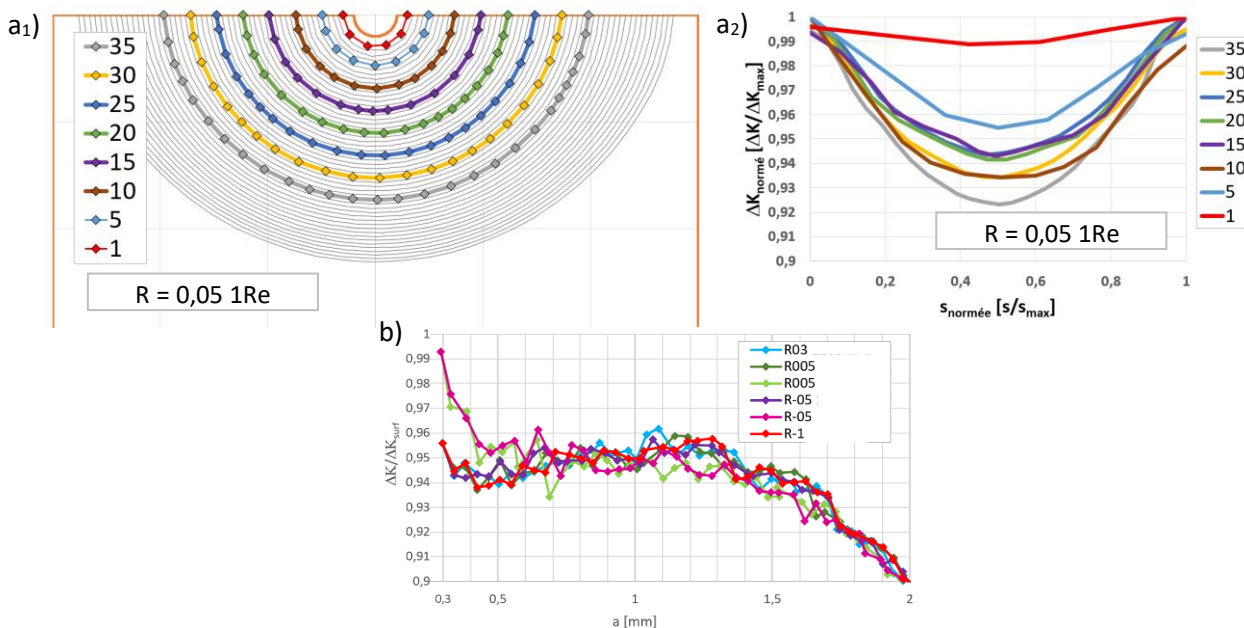 a1)
35
30
25
20
15
10
5
1
R = 0,05 1Re
a2)
ΔKnormé [ΔK/ΔKmax]
1
0,99
0,98
0,97
0,96
0,95
0,94
0,93
0,92
0,91
0,9
0 0,2 0,4 0,6 0,8 1
snormée [s/smax]
R = 0,05 1Re
35
30
25
20
15
10
5
1
b)
ΔK/ΔKsurf
1
0,99
0,98
0,97
0,96
0,95
0,94
0,93
0,92
0,91
0,9
0,3 0,5 1 1,5 2
a [mm]
R03
R005
R005
R-05
R-05
R-1